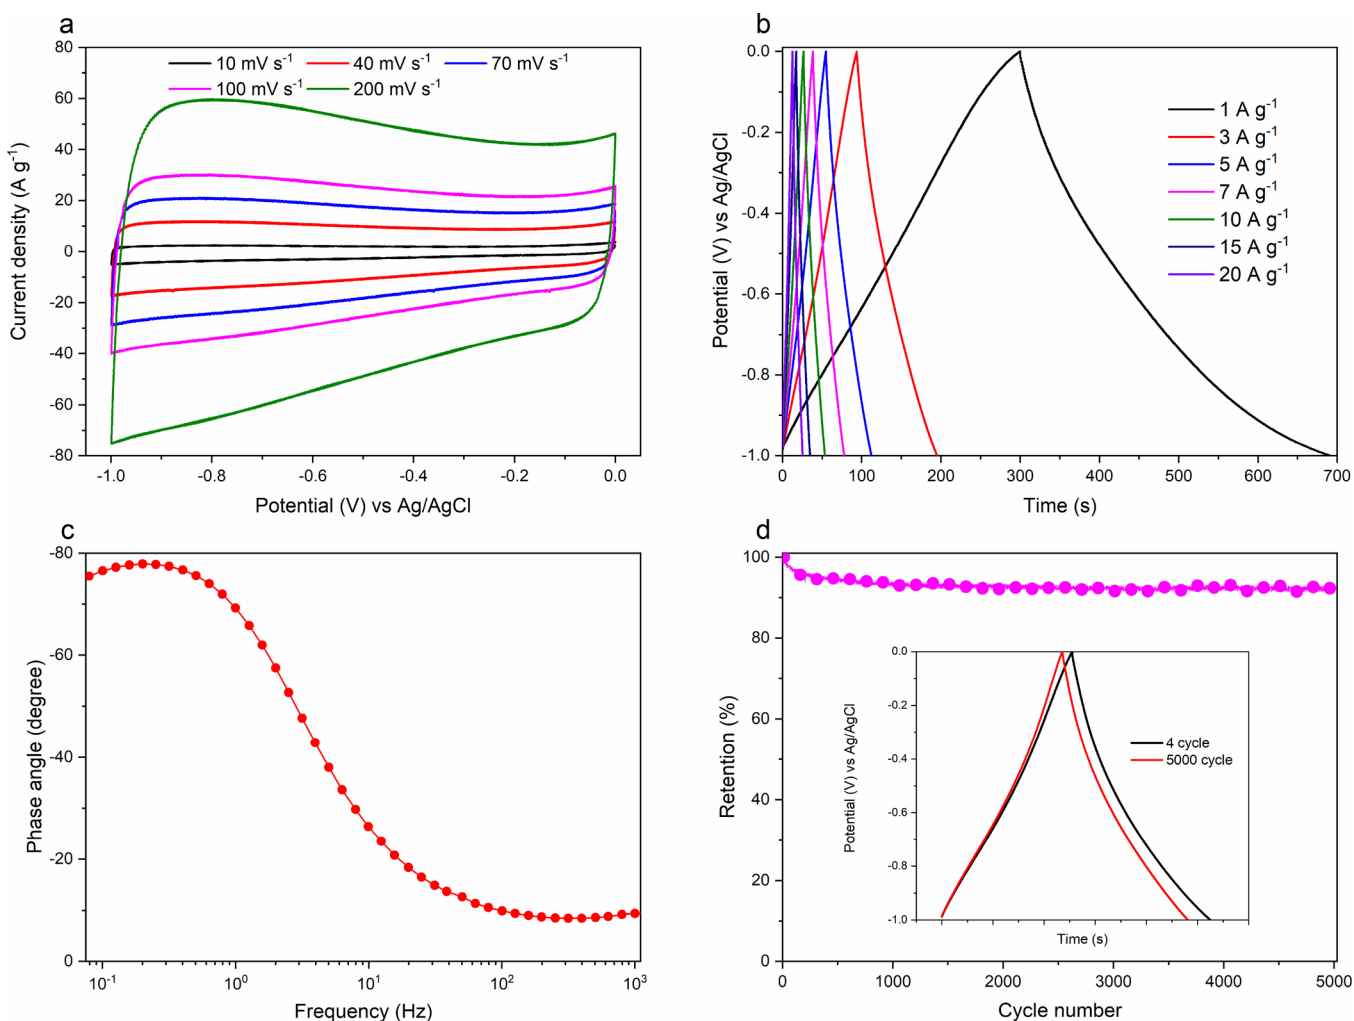 a
80
60
40
20
0
-20
-40
-60
-80
-1.0
-0.8
-0.6
-0.4
-0.2
0.0
Current density (A g⁻¹)
Potential (V) vs Ag/AgCl
10 mV s⁻¹
40 mV s⁻¹
70 mV s⁻¹
100 mV s⁻¹
200 mV s⁻¹
b
0.0
-0.2
-0.4
-0.6
-0.8
-1.0
0
100
200
300
400
500
600
700
Potential (V) vs Ag/AgCl
Time (s)
1 A g⁻¹
3 A g⁻¹
5 A g⁻¹
7 A g⁻¹
10 A g⁻¹
15 A g⁻¹
20 A g⁻¹
c
-80
-60
-40
-20
0
10⁻¹
10⁰
10¹
10²
10³
Phase angle (degree)
Frequency (Hz)
d
100
80
60
40
20
0
0
1000
2000
3000
4000
5000
Retention (%)
Cycle number
0.0
-0.2
-0.4
-0.6
-0.8
-1.0
Potential (V) vs Ag/AgCl
Time (s)
4 cycle
5000 cycle